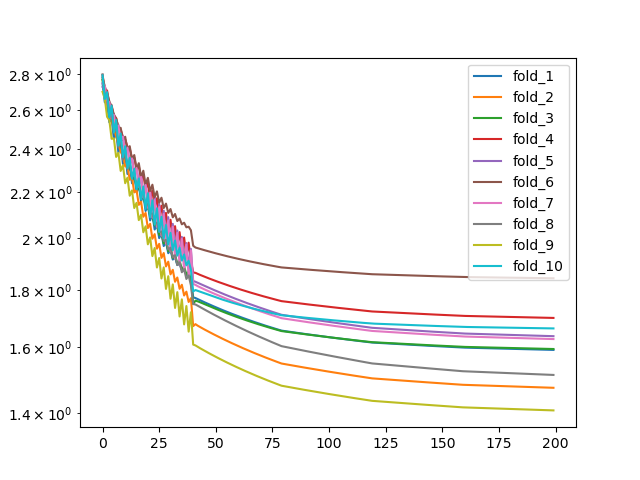 2.8 × 10⁰
2.6 × 10⁰
2.4 × 10⁰
2.2 × 10⁰
2 × 10⁰
1.8 × 10⁰
1.6 × 10⁰
1.4 × 10⁰
0 25 50 75 100 125 150 175 200
fold_1
fold_2
fold_3
fold_4
fold_5
fold_6
fold_7
fold_8
fold_9
fold_10